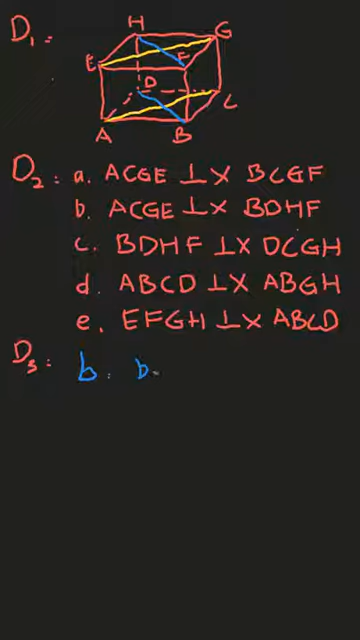 D1 :
H
G
E
F
D
C
A
B
D2 : a. ACGE ⊥× BCGF
b. ACGE ⊥× BDHF
c. BDHF ⊥× DCGH
d. ABCD ⊥× ABGH
e. EFGH ⊥× ABCD
D3 : b. b.